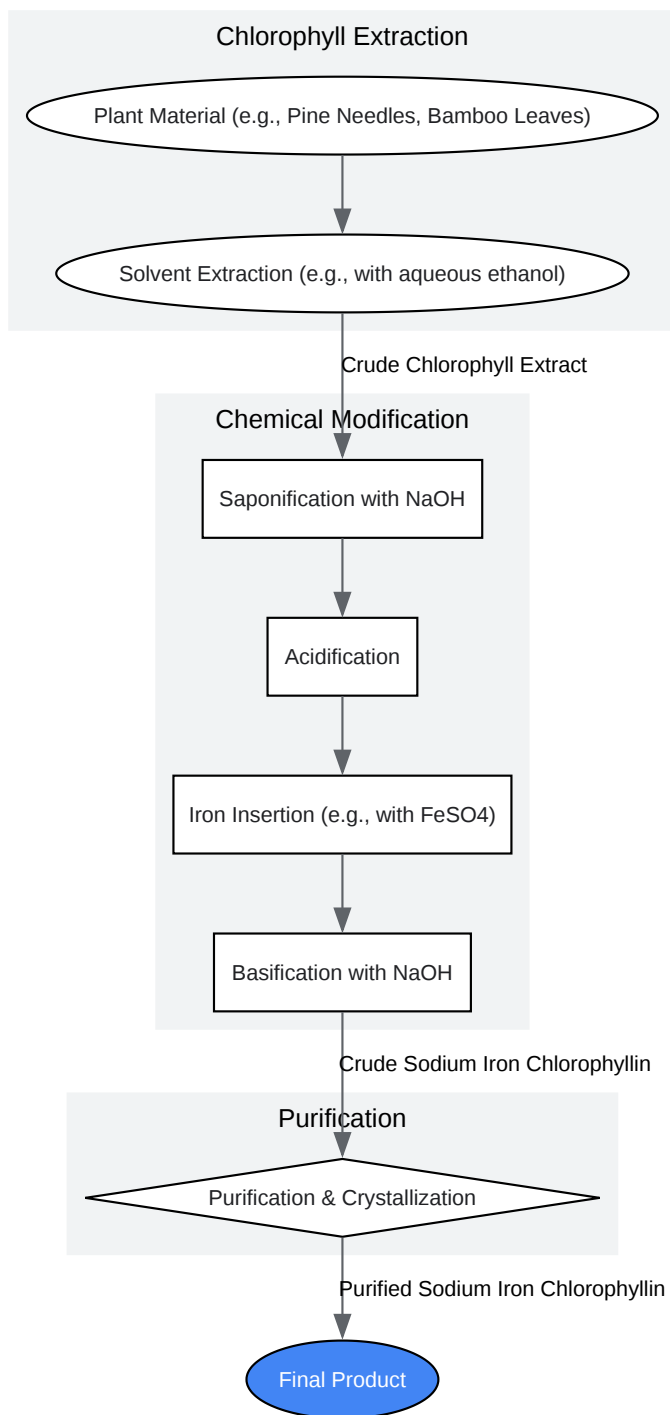 Chlorophyll Extraction
Plant Material (e.g., Pine Needles, Bamboo Leaves)
Solvent Extraction (e.g., with aqueous ethanol)
Crude Chlorophyll Extract
Chemical Modification
Saponification with NaOH
Acidification
Iron Insertion (e.g., with FeSO4)
Basification with NaOH
Crude Sodium Iron Chlorophyllin
Purification
Purification & Crystallization
Purified Sodium Iron Chlorophyllin
Final Product